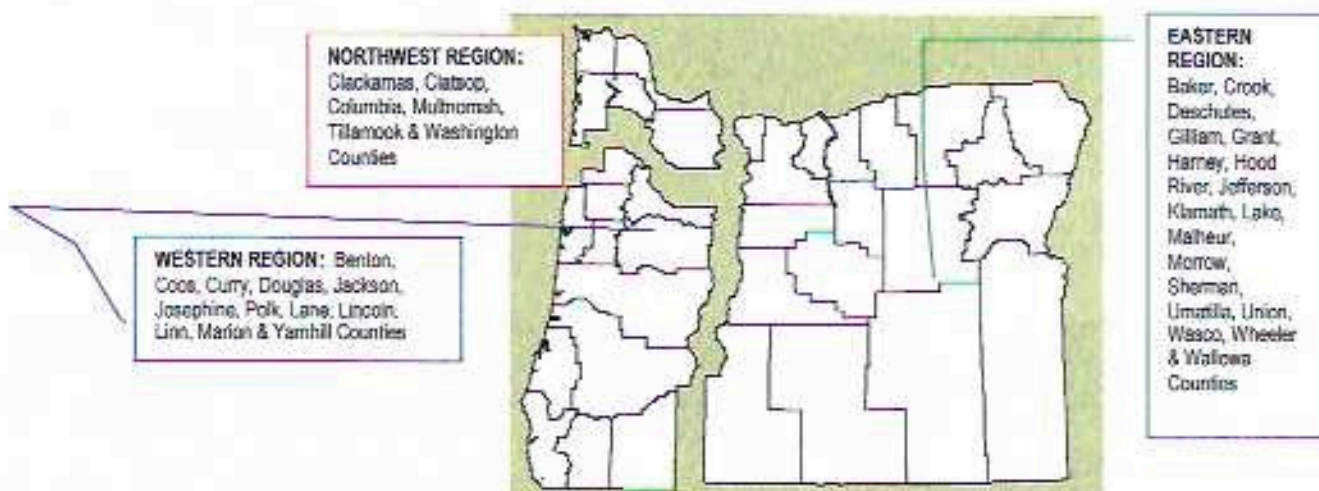 NORTHWEST REGION:
Clackamas, Clatsop,
Columbia, Multnomah,
Tillamook & Washington
Counties
WESTERN REGION: Benton,
Coos, Curry, Douglas, Jackson,
Josephine, Polk, Lane, Lincoln,
Linn, Marion & Yamhill Counties
EASTERN
REGION:
Baker, Crook,
Deschutes,
Gilliam, Grant,
Harney, Hood
River, Jefferson,
Klamath, Lake,
Malheur,
Morrow,
Sherman,
Umatilla, Union,
Wasco, Wheeler
& Wallowa
Counties